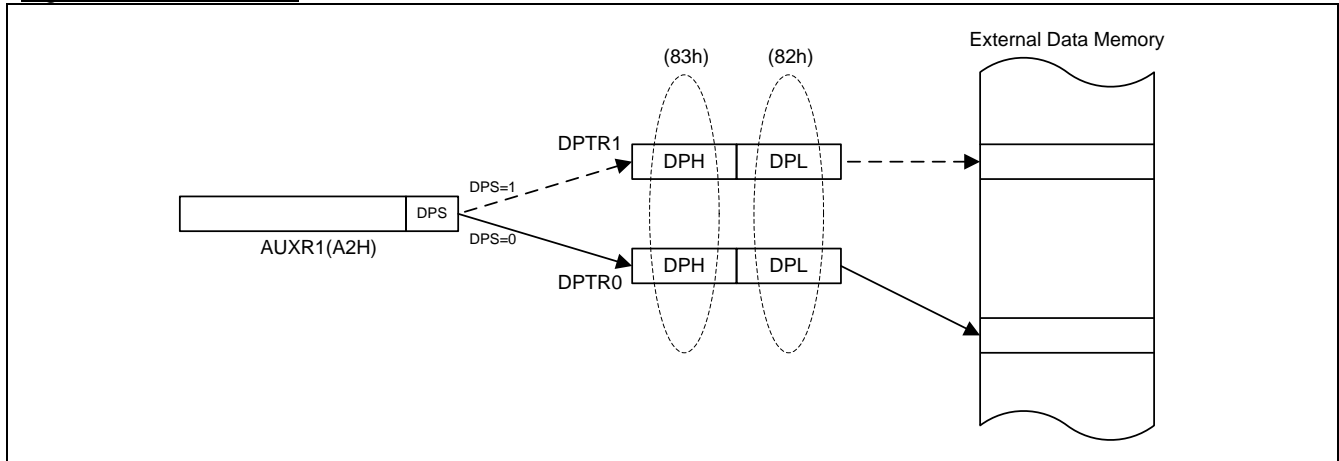 External Data Memory
(83h) (82h)
DPTR1 DPH DPL
DPS=1
DPS
DPS=0
AUXR1(A2H)
DPH DPL
DPTR0